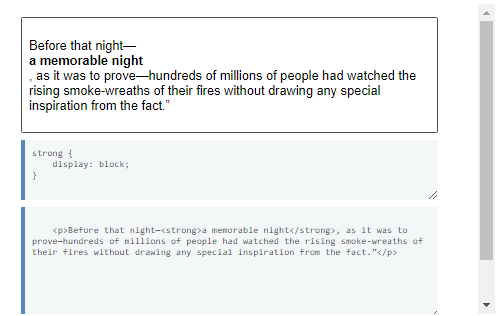 Before that night—
a memorable night
, as it was to prove—hundreds of millions of people had watched the
rising smoke-wreaths of their fires without drawing any special
inspiration from the fact.”
strong {
    display: block;
}
    <p>Before that night—<strong>a memorable night</strong>, as it was to
prove—hundreds of millions of people had watched the rising smoke-wreaths of
their fires without drawing any special inspiration from the fact.”</p>